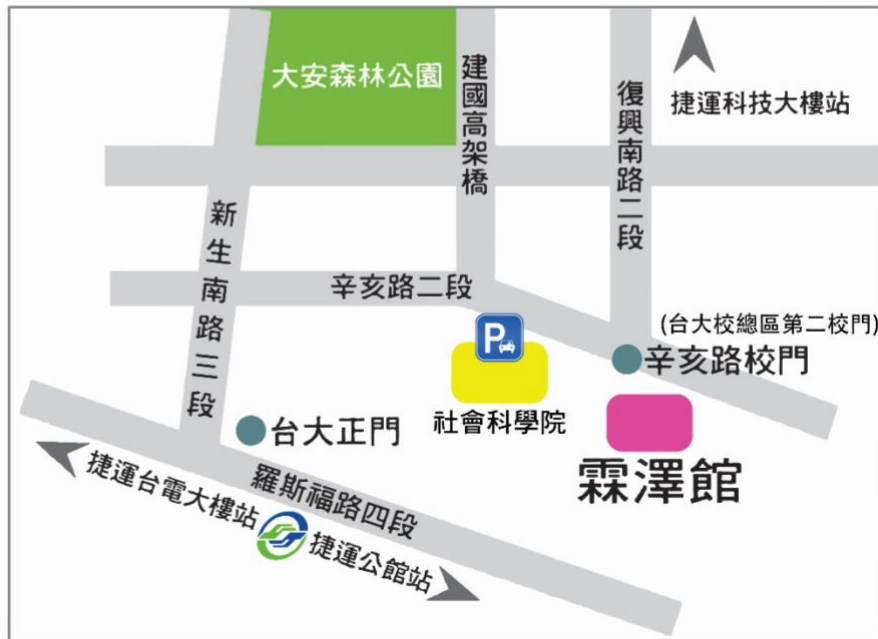 大安森林公園
建國高架橋
復興南路二段
捷運科技大樓站
新生南路三段
辛亥路二段
(台大校總區第二校門)
辛亥路校門
P
社會科學院
霖澤館
台大正門
羅斯福路四段
捷運台電大樓站
捷運公館站